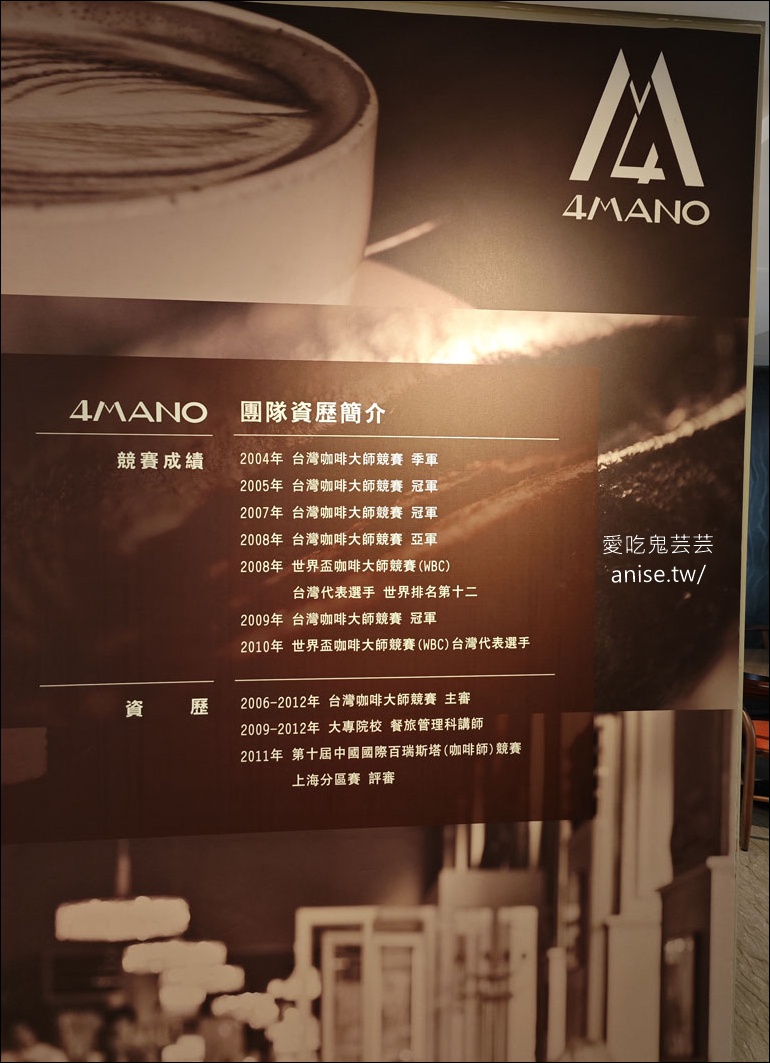 4MANO
4MANO 團隊資歷簡介
競賽成績
2004年 台灣咖啡大師競賽 季軍
2005年 台灣咖啡大師競賽 冠軍
2007年 台灣咖啡大師競賽 冠軍
2008年 台灣咖啡大師競賽 亞軍
2008年 世界盃咖啡大師競賽(WBC)
台灣代表選手 世界排名第十二
2009年 台灣咖啡大師競賽 冠軍
2010年 世界盃咖啡大師競賽(WBC)台灣代表選手
資 歷
2006-2012年 台灣咖啡大師競賽 主審
2009-2012年 大專院校 餐旅管理科講師
2011年 第十屆中國國際百瑞斯塔(咖啡師)競賽
上海分區賽 評審
愛吃鬼芸芸
anise.tw/